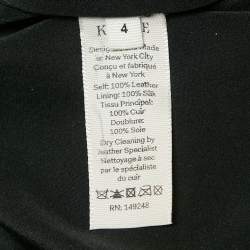 K 4 E
Designed and Made
in New York City
Conçu et fabriqué
à New York
Self: 100% Leather
Lining: 100% Silk
Tissu Principal:
100% Cuir
Doublure:
100% Soie
Dry Cleaning by
Leather Specialist
Nettoyage à sec
par le spécialiste
du cuir
RN: 149248